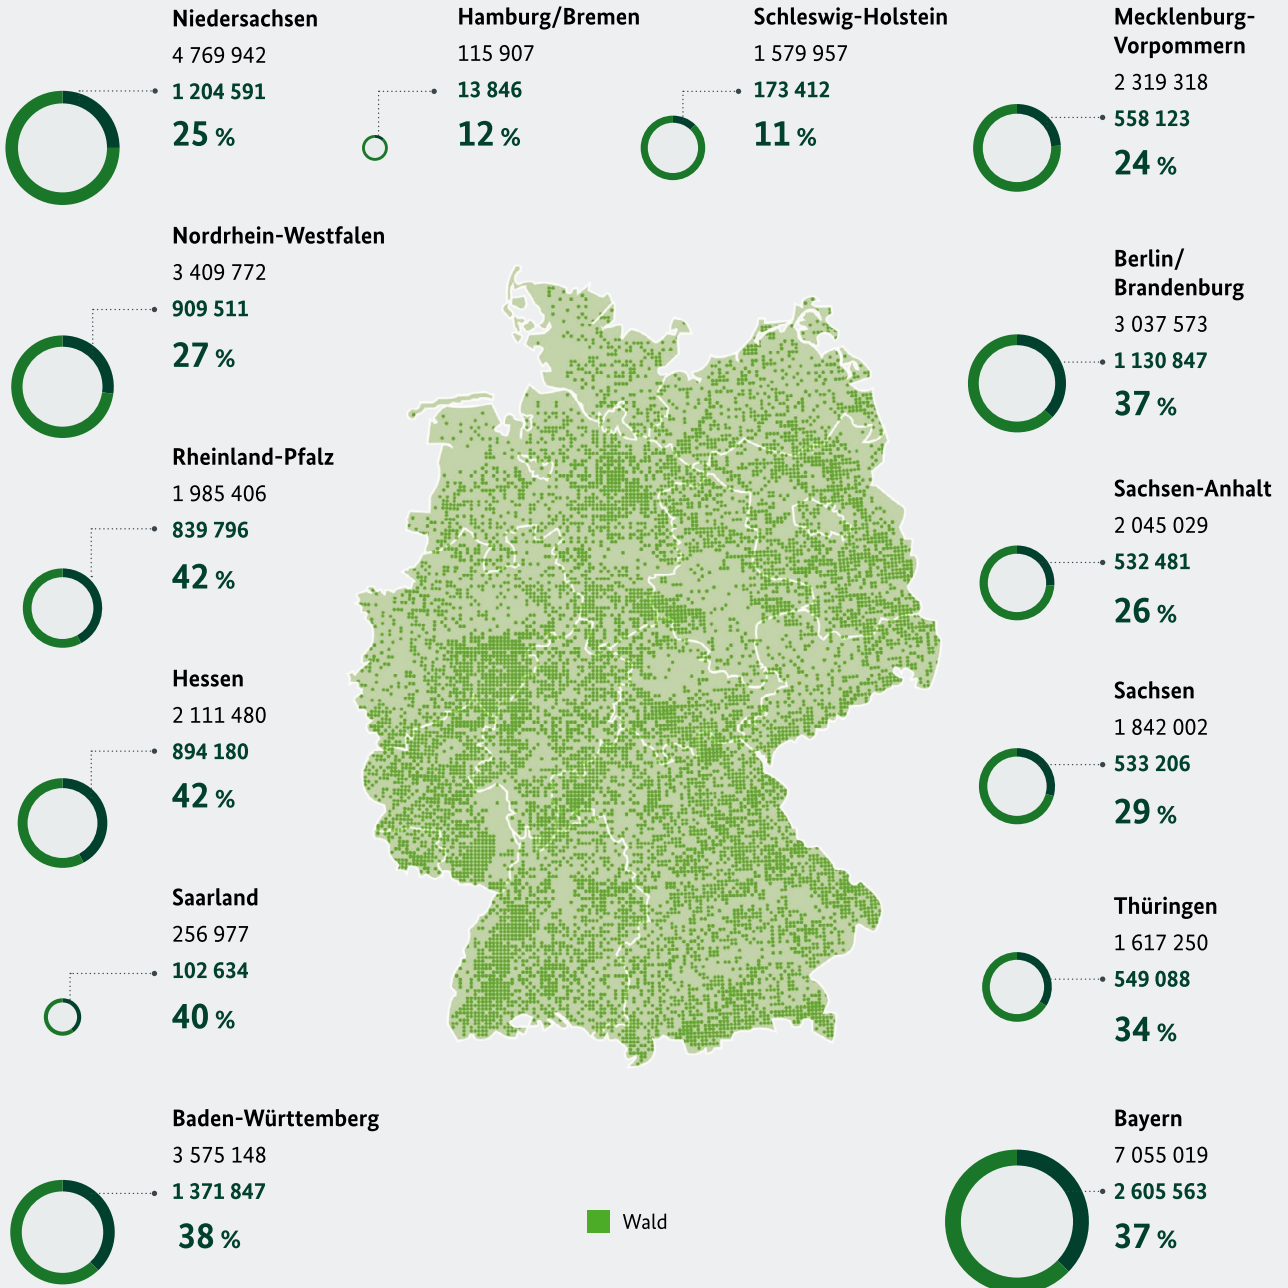 Niedersachsen
4 769 942
1 204 591
25 %
Hamburg/Bremen
115 907
13 846
12 %
Schleswig-Holstein
1 579 957
173 412
11 %
Mecklenburg-
Vorpommern
2 319 318
558 123
24 %
Nordrhein-Westfalen
3 409 772
909 511
27 %
Berlin/
Brandenburg
3 037 573
1 130 847
37 %
Rheinland-Pfalz
1 985 406
839 796
42 %
Sachsen-Anhalt
2 045 029
532 481
26 %
Hessen
2 111 480
894 180
42 %
Sachsen
1 842 002
533 206
29 %
Saarland
256 977
102 634
40 %
Thüringen
1 617 250
549 088
34 %
Baden-Württemberg
3 575 148
1 371 847
38 %
Wald
Bayern
7 055 019
2 605 563
37 %